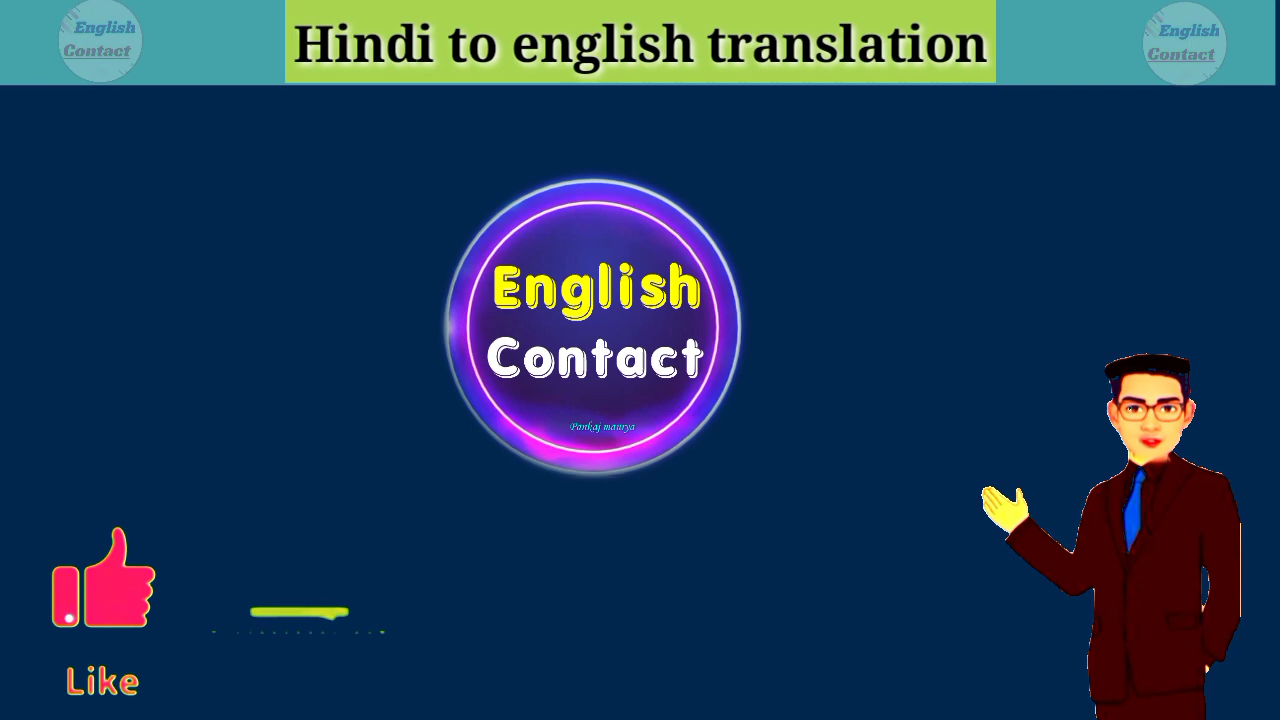 English
Contact
Hindi to english translation
English
Contact
English
Contact
Pankaj maurya
Like